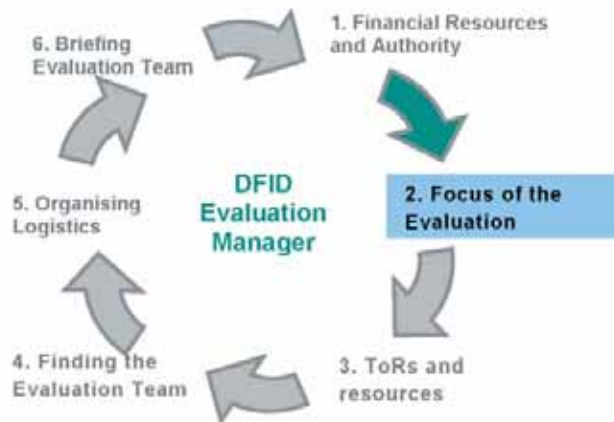 1. Financial Resources
and Authority
2. Focus of the
Evaluation
3. ToRs and
resources
4. Finding the
Evaluation Team
5. Organising
Logistics
6. Briefing
Evaluation Team
DFID
Evaluation
Manager